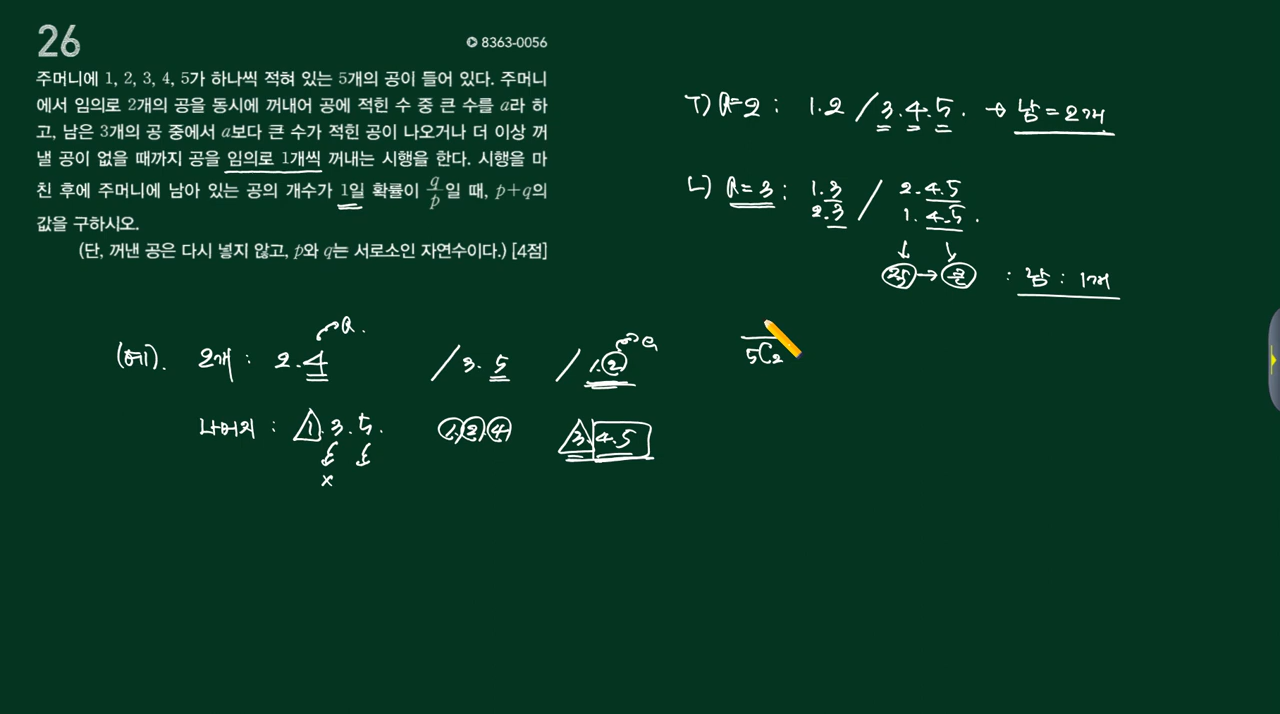 26
8363-0056
주머니에 1, 2, 3, 4, 5가 하나씩 적혀 있는 5개의 공이 들어 있다. 주머니
에서 임의로 2개의 공을 동시에 꺼내어 공에 적힌 수 중 큰 수를 a라 하
고, 남은 3개의 공 중에서 a보다 큰 수가 적힌 공이 나오거나 더 이상 꺼
낼 공이 없을 때까지 공을 임의로 1개씩 꺼내는 시행을 한다. 시행을 마
친 후에 주머니에 남아 있는 공의 개수가 1일 확률이 q/p일 때, p+q의
값을 구하시오.
(단, 꺼낸 공은 다시 넣지 않고, p와 q는 서로소인 자연수이다.) [4점]
(예). 2개 : 2.4 / 3.5 / 1.2
a. a
나머지 : 1.3.5. 1.2.4 3.4.5
x
ㄱ) a=2 : 1.2 / 3.4.5. → 남=2개
ㄴ) a=3 : 1.3 / 2.4.5
2.3 1.4.5.
작 → 큰 : 남 : 1개
5C2